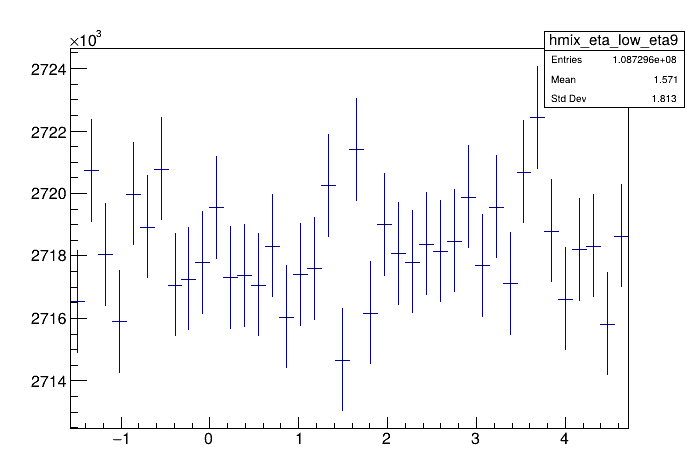 ×10³
hmix_eta_low_eta9
Entries 1.087296e+08
Mean 1.571
Std Dev 1.813
2724
2722
2720
2718
2716
2714
−1 0 1 2 3 4